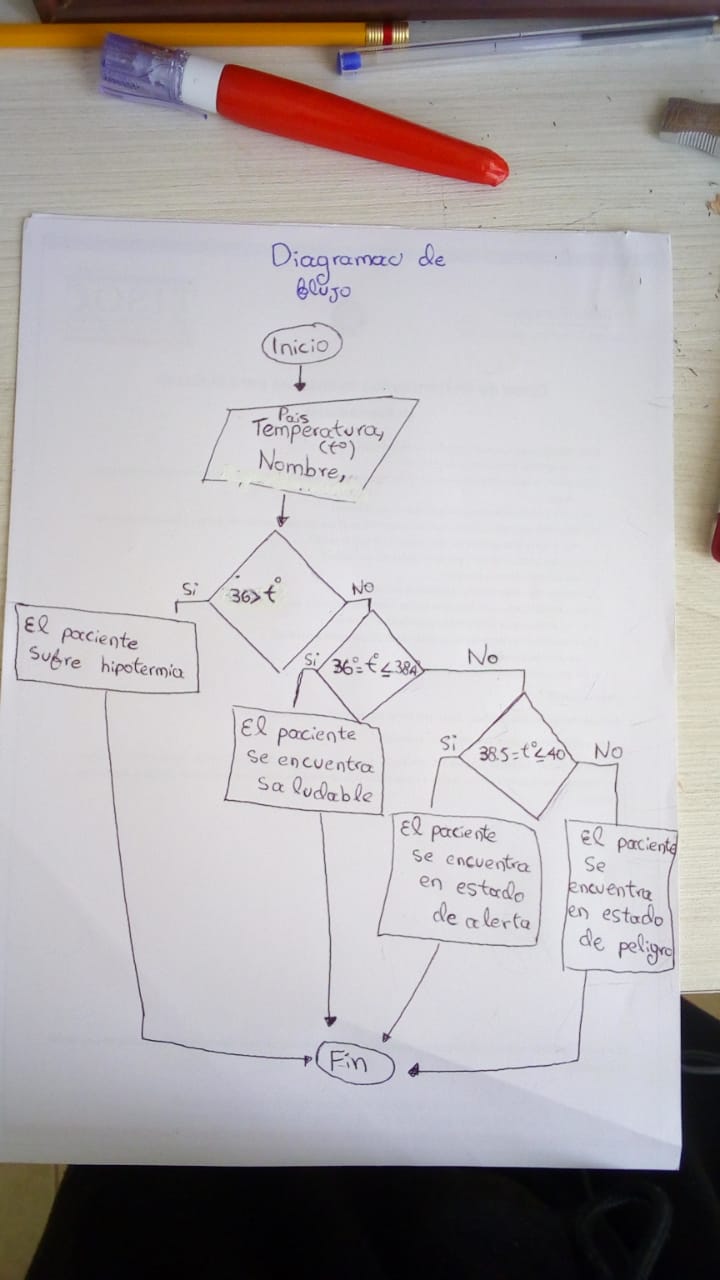 Diagramac de
flujo
Inicio
Pais
Temperatura,
(t°)
Nombre,
36>t°
Si
No
El paciente
sufre hipotermia
36°=t°≤38.4
Si
No
El paciente
se encuentra
saludable
38.5=t°≤40
Si
No
El paciente
se encuentra
en estado
de alerta
El paciente
se
encuentra
en estado
de peligro
Fin